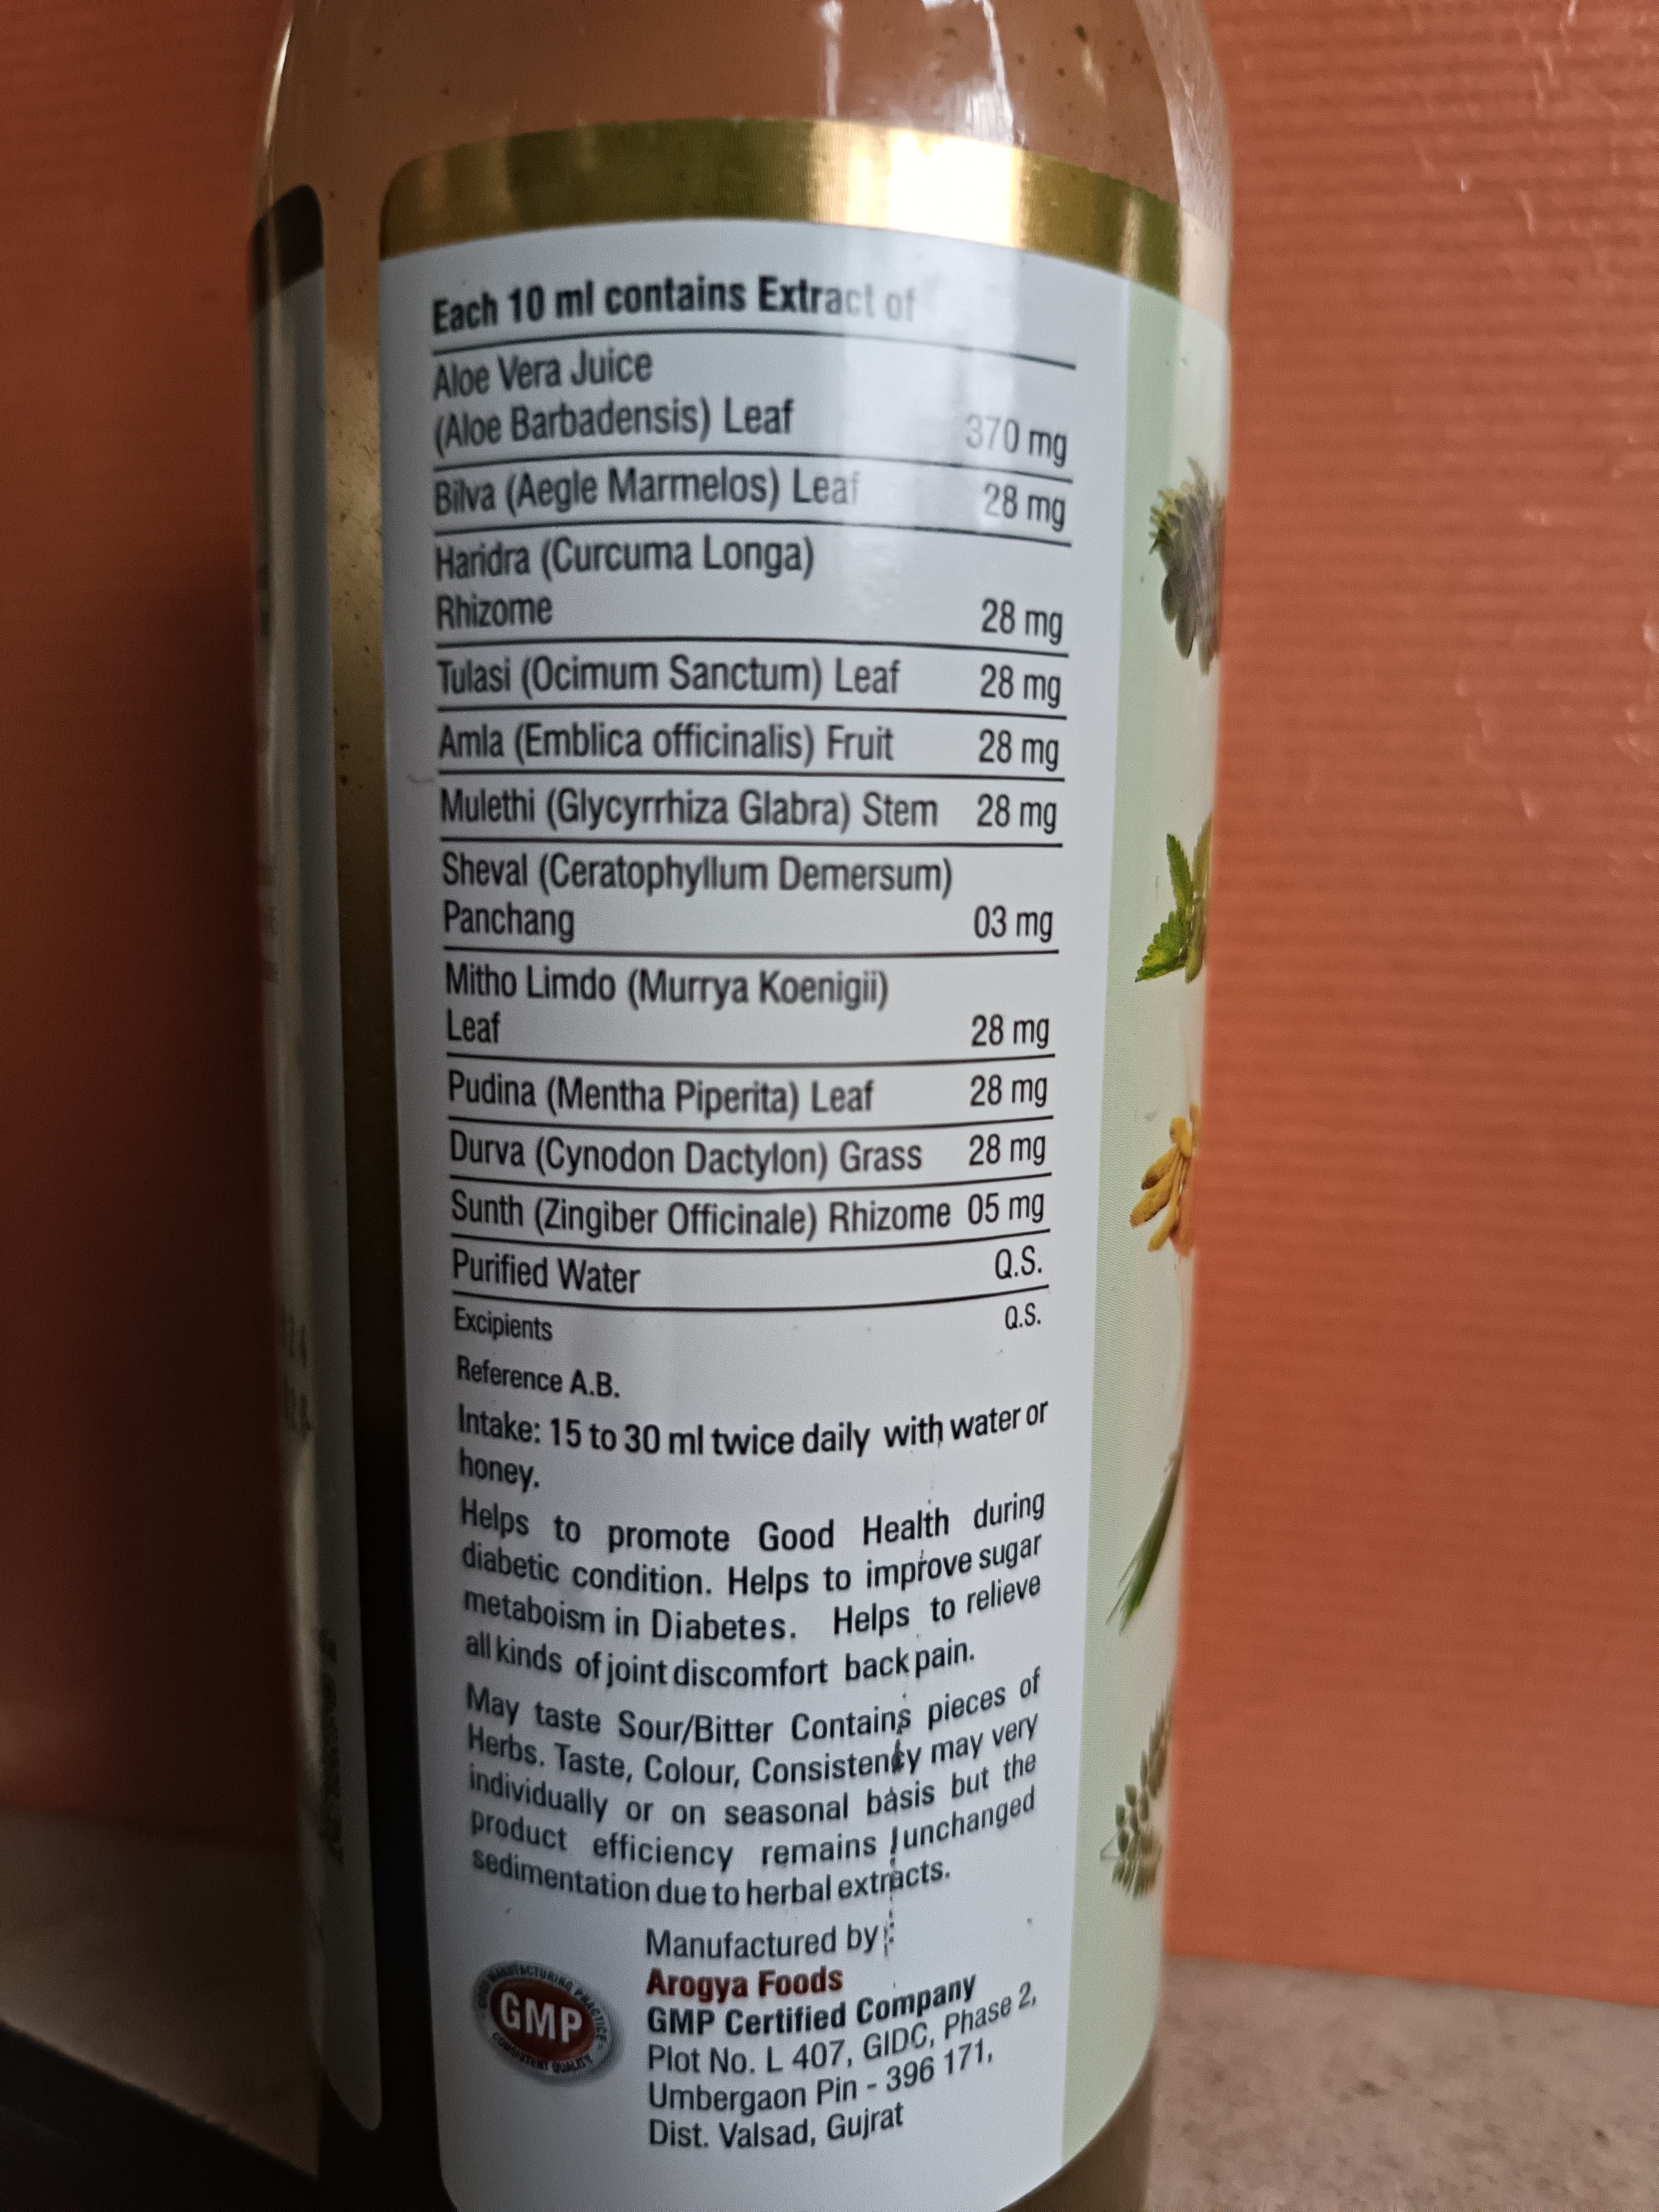 Each 10 ml contains Extract of
Aloe Vera Juice
(Aloe Barbadensis) Leaf 370 mg
Bilva (Aegle Marmelos) Leaf 28 mg
Haridra (Curcuma Longa)
Rhizome 28 mg
Tulasi (Ocimum Sanctum) Leaf 28 mg
Amla (Emblica officinalis) Fruit 28 mg
Mulethi (Glycyrrhiza Glabra) Stem 28 mg
Sheval (Ceratophyllum Demersum)
Panchang 03 mg
Mitho Limdo (Murrya Koenigii)
Leaf 28 mg
Pudina (Mentha Piperita) Leaf 28 mg
Durva (Cynodon Dactylon) Grass 28 mg
Sunth (Zingiber Officinale) Rhizome 05 mg
Purified Water Q.S.
Excipients Q.S.
Reference A.B.
Intake: 15 to 30 ml twice daily with water or
honey.
Helps to promote Good Health during
diabetic condition. Helps to improve sugar
metaboism in Diabetes. Helps to relieve
all kinds of joint discomfort back pain.
May taste Sour/Bitter Contains pieces of
Herbs. Taste, Colour, Consistency may very
individually or on seasonal basis but the
product efficiency remains unchanged
sedimentation due to herbal extracts.
Manufactured by:
Arogya Foods
GMP Certified Company
Plot No. L 407, GIDC, Phase 2,
Umbergaon Pin - 396 171,
Dist. Valsad, Gujrat
GOOD MANUFACTURING PRACTICE
GMP
CONSISTENT QUALITY